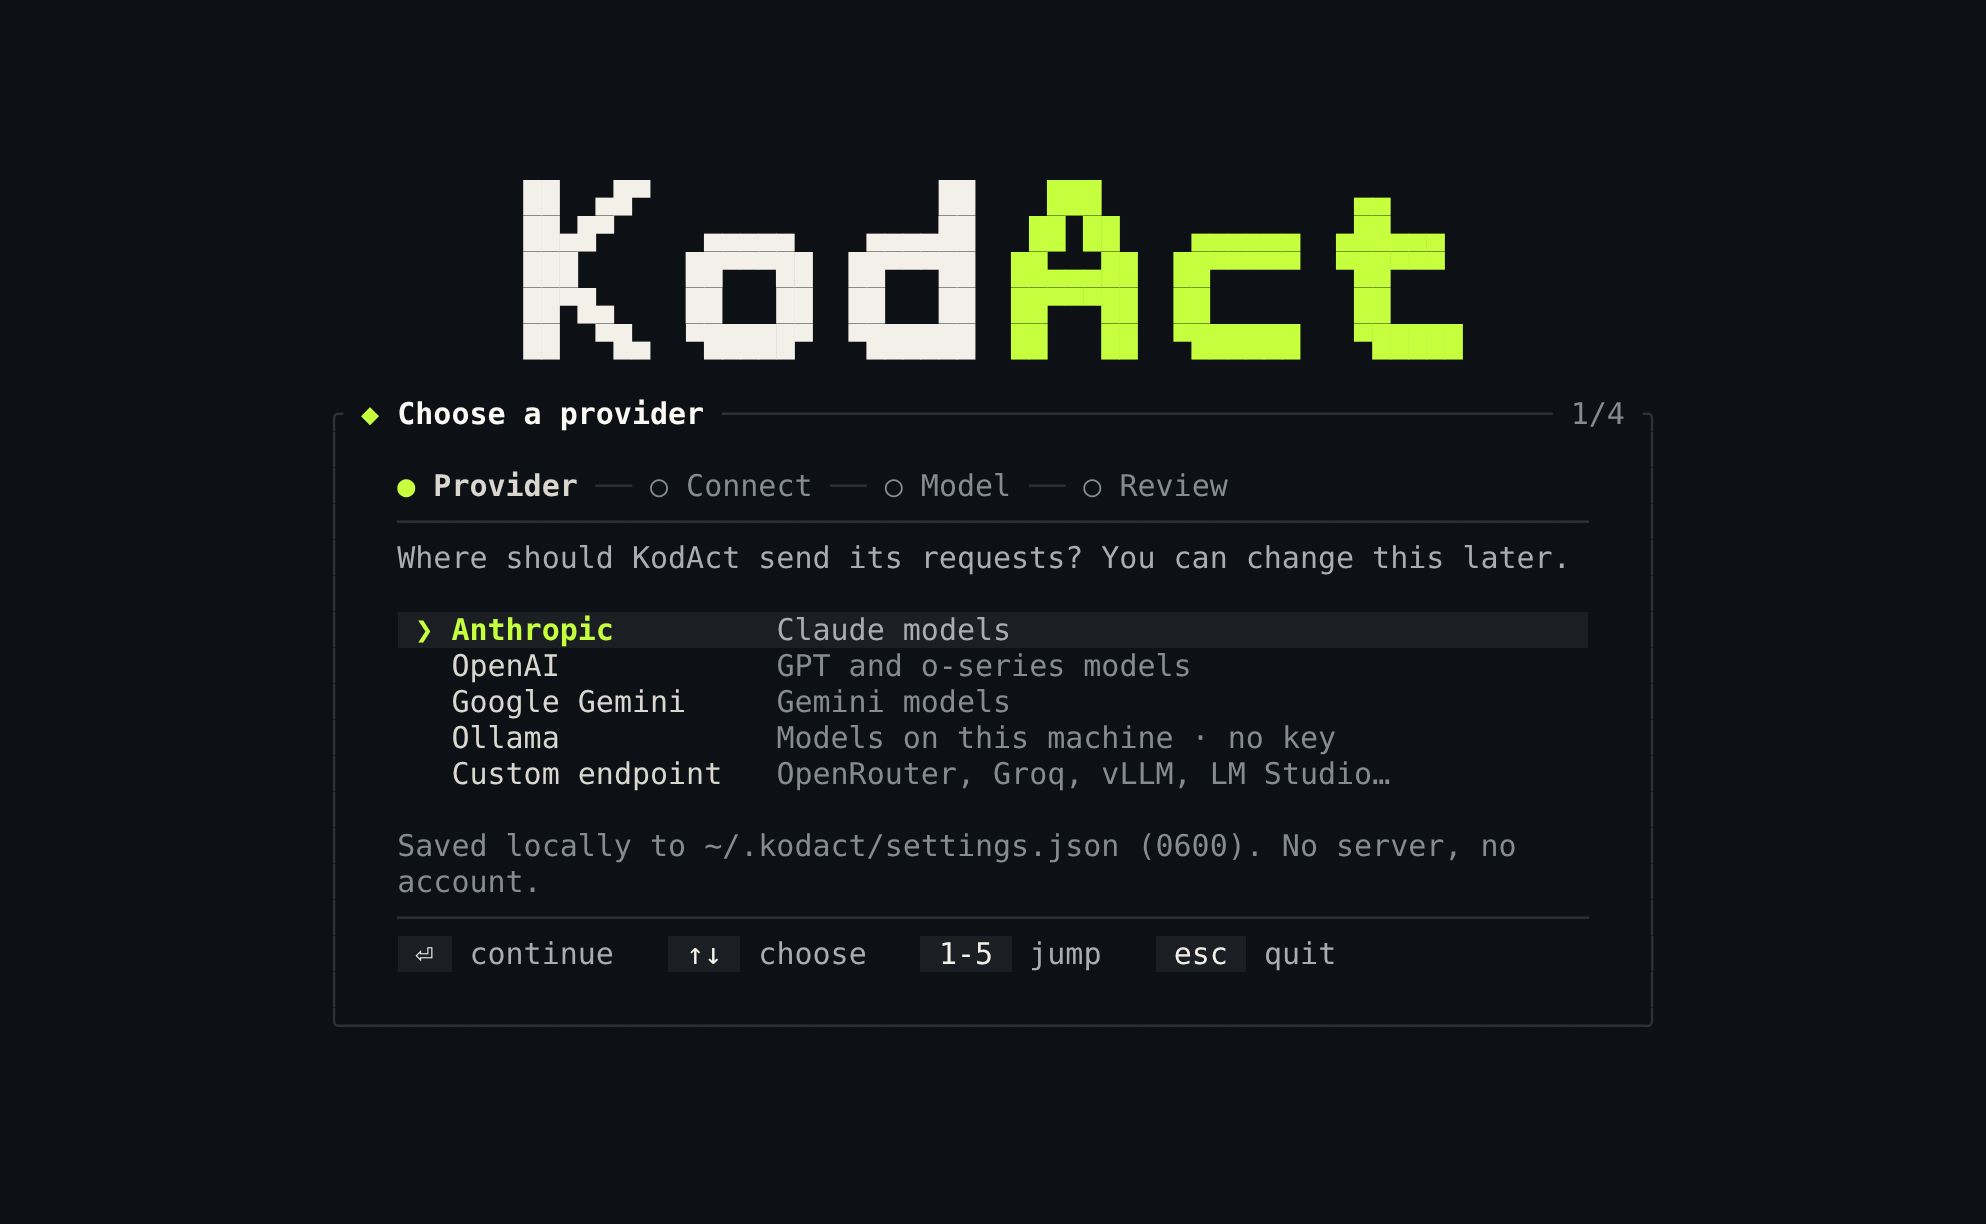 KodAct
◆ Choose a provider 1/4
● Provider ── ○ Connect ── ○ Model ── ○ Review
Where should KodAct send its requests? You can change this later.
❯ Anthropic Claude models
OpenAI GPT and o-series models
Google Gemini Gemini models
Ollama Models on this machine · no key
Custom endpoint OpenRouter, Groq, vLLM, LM Studio…
Saved locally to ~/.kodact/settings.json (0600). No server, no
account.
⏎ continue ↑↓ choose 1-5 jump esc quit